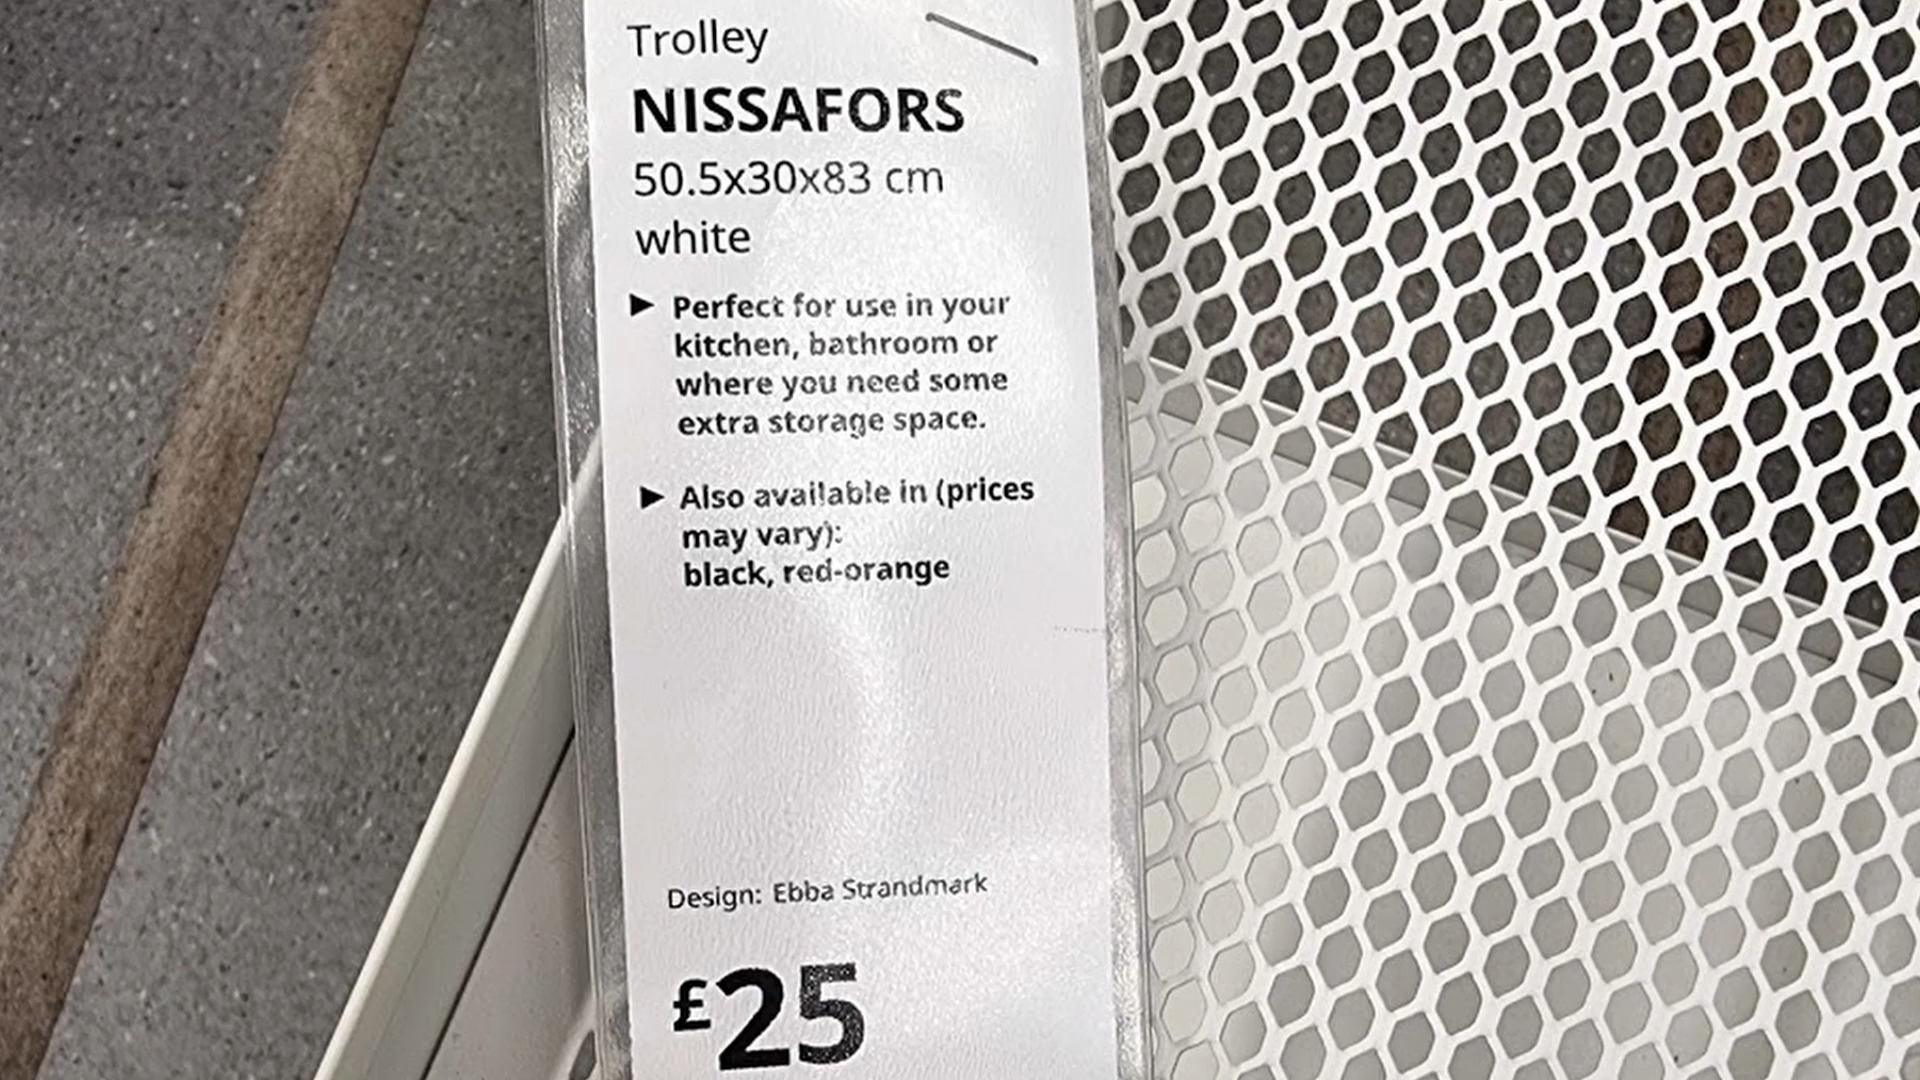 Trolley
NISSAFORS
50.5x30x83 cm
white
► Perfect for use in your
kitchen, bathroom or
where you need some
extra storage space.
► Also available in (prices
may vary):
black, red-orange
Design: Ebba Strandmark
£25